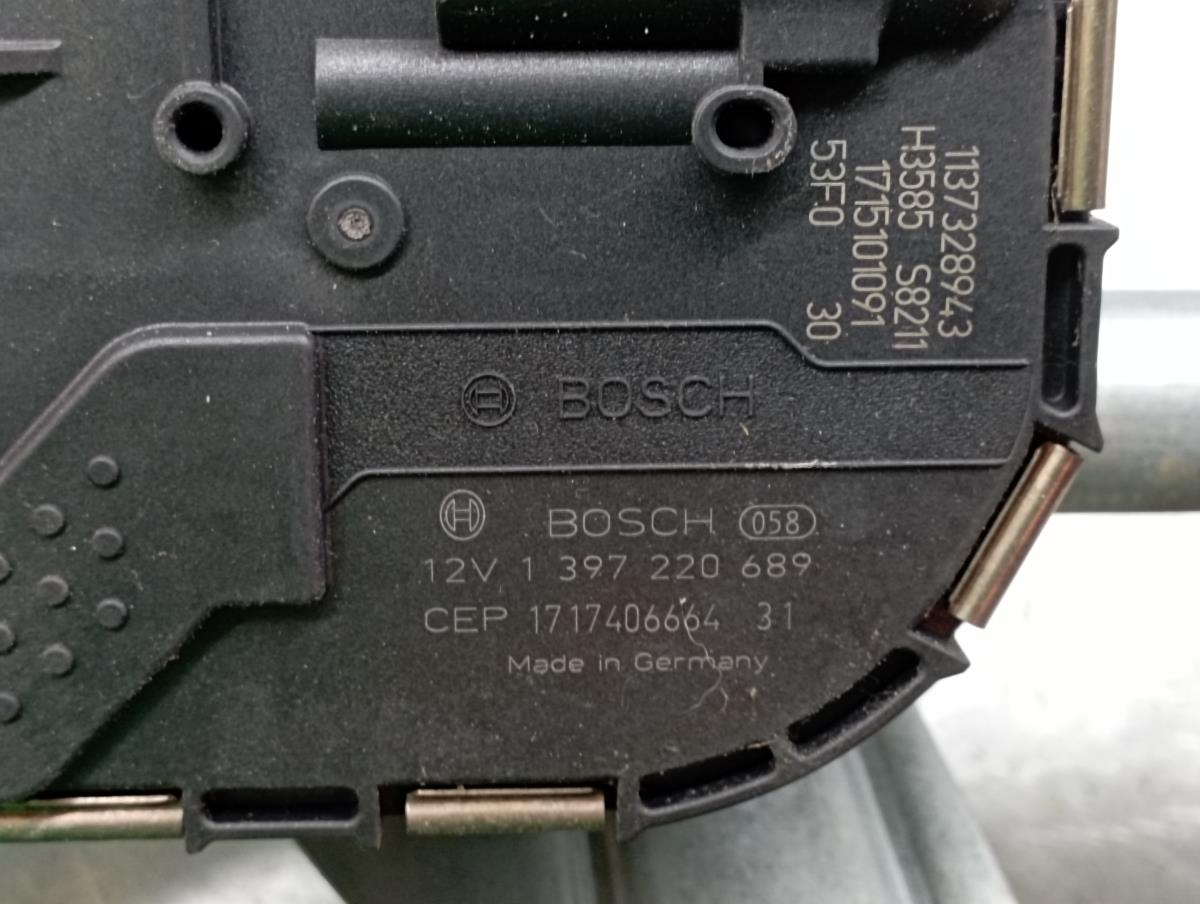 1137328943
H3585 S8211
1715101091
53F0 30
BOSCH
BOSCH 058
12V 1 397 220 689
CEP 1717406664 31
Made in Germany